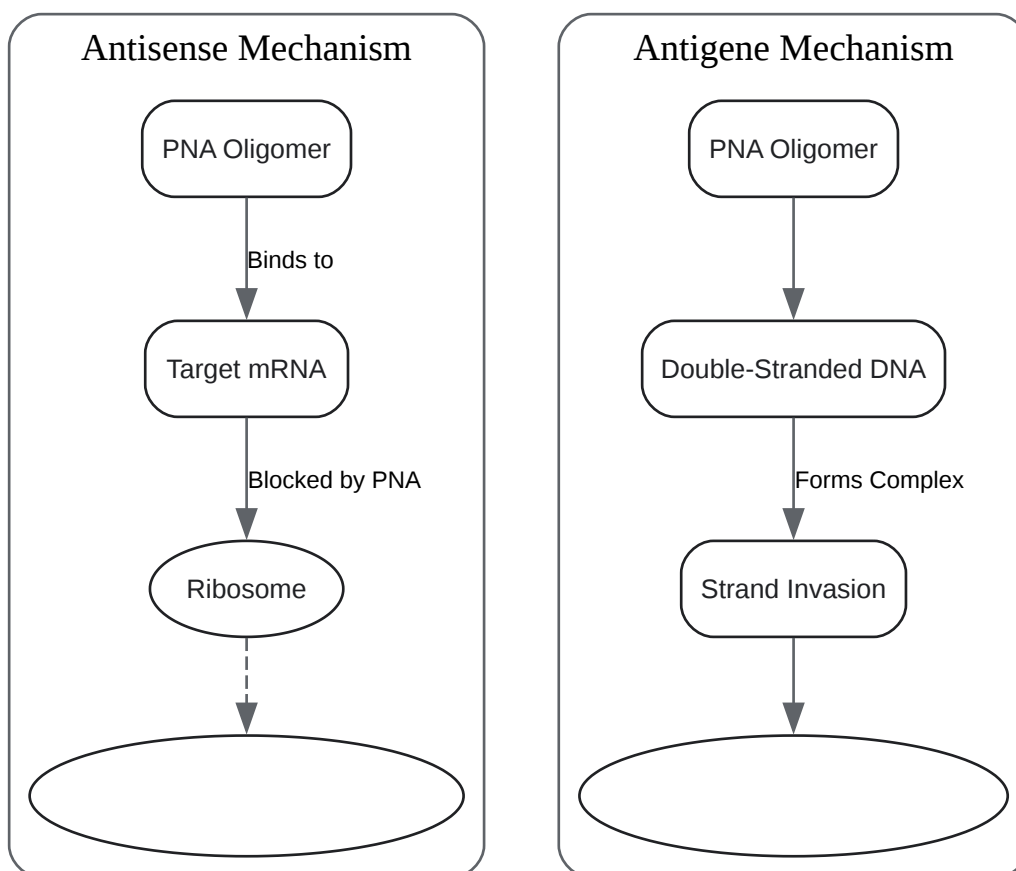 Antisense Mechanism
PNA Oligomer
Binds to
Target mRNA
Blocked by PNA
Ribosome
Antigene Mechanism
PNA Oligomer
Double-Stranded DNA
Forms Complex
Strand Invasion